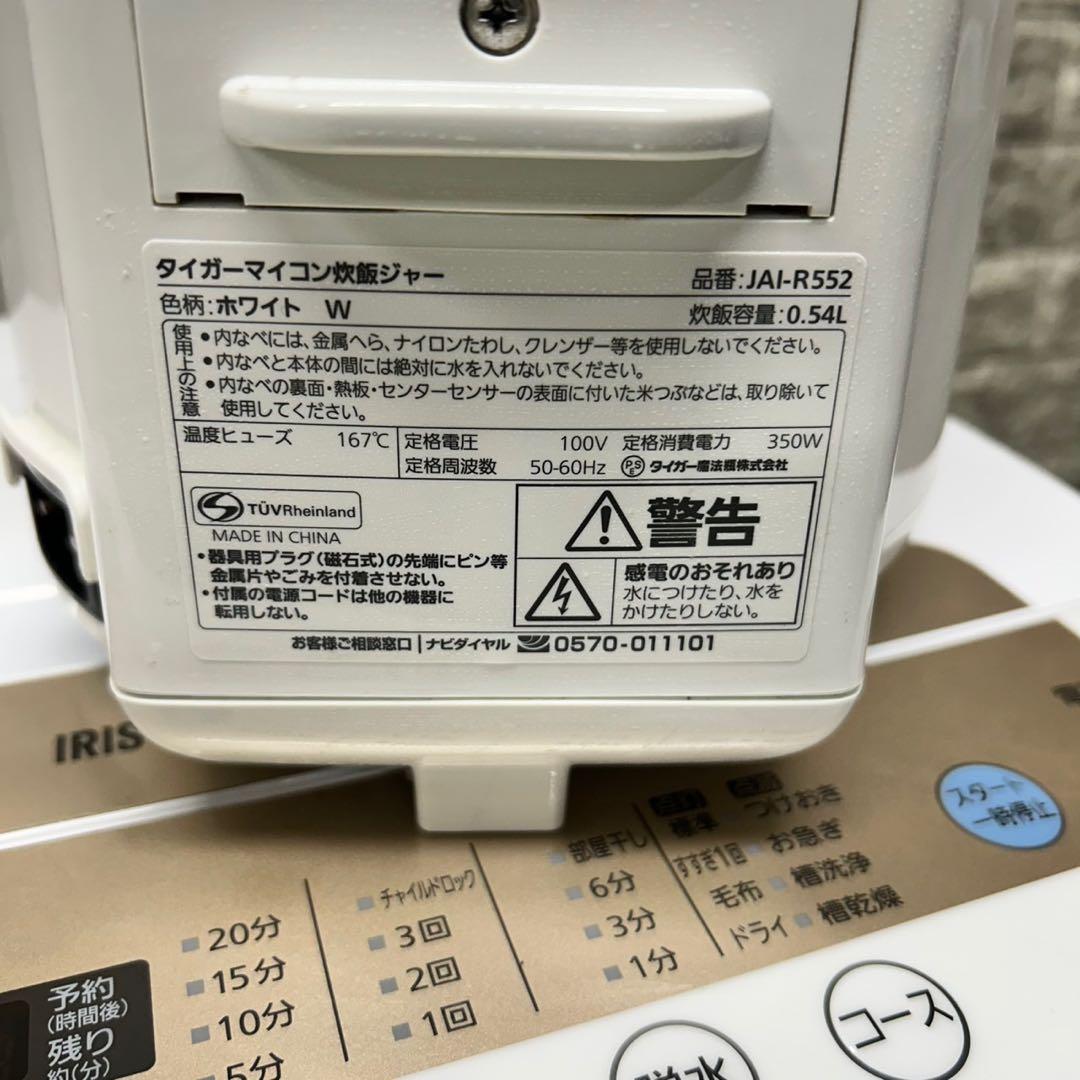 タイガーマイコン炊飯ジャー 品番:JAI-R552
色柄:ホワイト W 炊飯容量:0.54L
使用上の注意
●内なべには、金属へら、ナイロンたわし、クレンザー等を使用しないでください。
●内なべと本体の間には絶対に水を入れないでください。
●内なべの裏面・熱板・センターセンサーの表面に付いた米つぶなどは、取り除いて
使用してください。
温度ヒューズ 167℃
定格電圧 100V 定格消費電力 350W
定格周波数 50-60Hz PSE タイガー魔法瓶株式会社
TÜVRheinland
MADE IN CHINA
●器具用プラグ(磁石式)の先端にピン等
金属片やごみを付着させない。
●付属の電源コードは他の機器に
転用しない。
警告
感電のおそれあり
水につけたり、水を
かけたりしない。
お客様ご相談窓口 ナビダイヤル 0570-011101
IRIS
スタート
一時停止
予約
(時間後)
残り
約(分)
20分
15分
10分
5分
チャイルドロック
3回
2回
1回
部屋干し
6分
3分
1分
標準
すすぎ1回
毛布
ドライ
つけおき
お急ぎ
槽洗浄
槽乾燥
コース